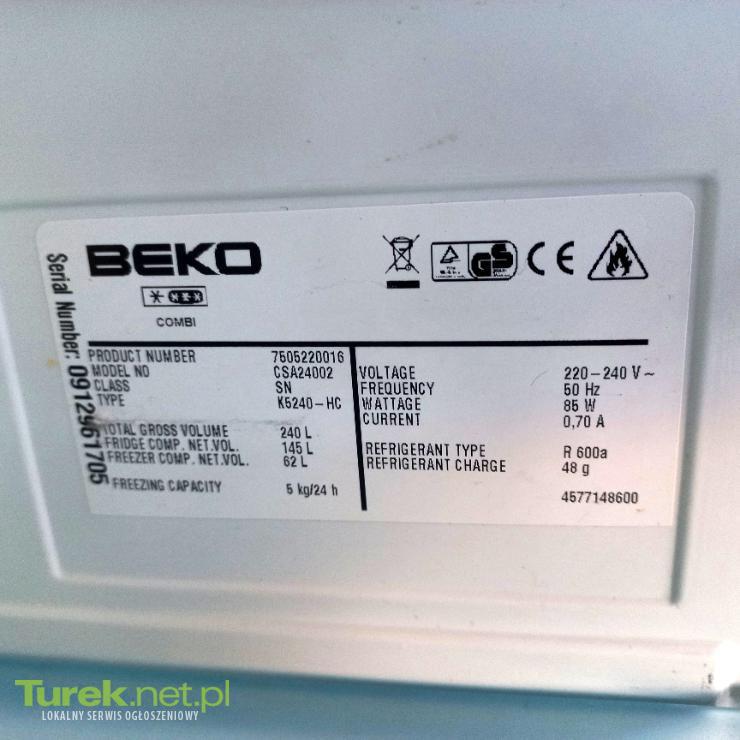 BEKO
COMBI
Serial Number: 0912961705
PRODUCT NUMBER 7505220016
MODEL NO CSA24002
CLASS SN
TYPE K5240-HC
TOTAL GROSS VOLUME 240 L
FRIDGE COMP. NET.VOL. 145 L
FREEZER COMP. NET.VOL. 62 L
FREEZING CAPACITY 5 kg/24 h
GS
CE
VOLTAGE 220-240 V~
FREQUENCY 50 Hz
WATTAGE 85 W
CURRENT 0,70 A
REFRIGERANT TYPE R 600a
REFRIGERANT CHARGE 48 g
4577148600
Turek.net.pl
LOKALNY SERWIS OGŁOSZENIOWY